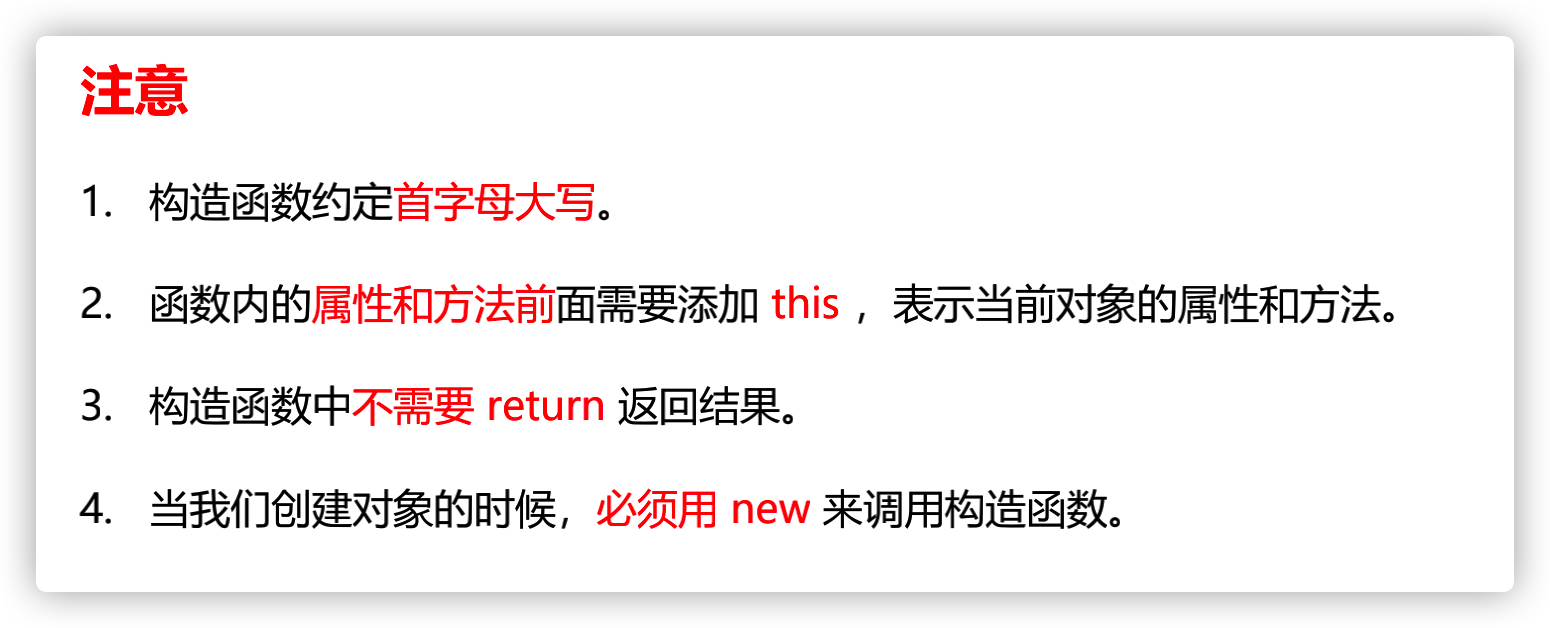 注意
1. 构造函数约定首字母大写。
2. 函数内的属性和方法前面需要添加 this ，表示当前对象的属性和方法。
3. 构造函数中不需要 return 返回结果。
4. 当我们创建对象的时候，必须用 new 来调用构造函数。